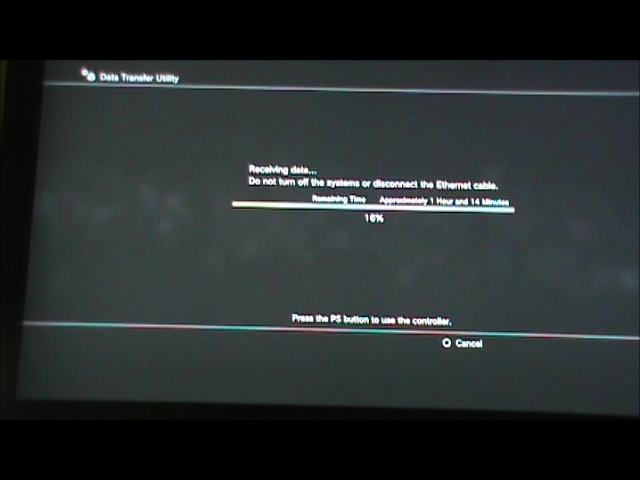 Data Transfer Utility
Receiving data...
Do not turn off the systems or disconnect the Ethernet cable.
Remaining Time Approximately 1 Hour and 14 Minutes
16%
Press the PS button to use the controller.
Cancel